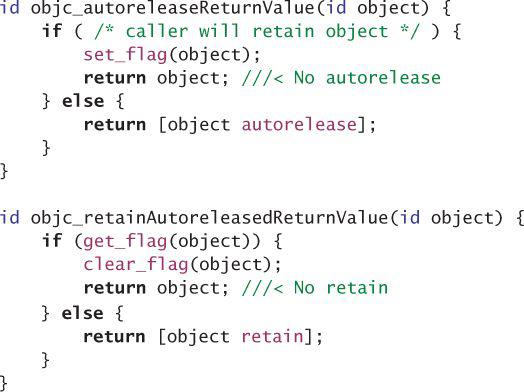 id objc_autoreleaseReturnValue(id object) {
    if ( /* caller will retain object */ ) {
        set_flag(object);
        return object; ///< No autorelease
    } else {
        return [object autorelease];
    }
}

id objc_retainAutoreleasedReturnValue(id object) {
    if (get_flag(object)) {
        clear_flag(object);
        return object; ///< No retain
    } else {
        return [object retain];
    }
}